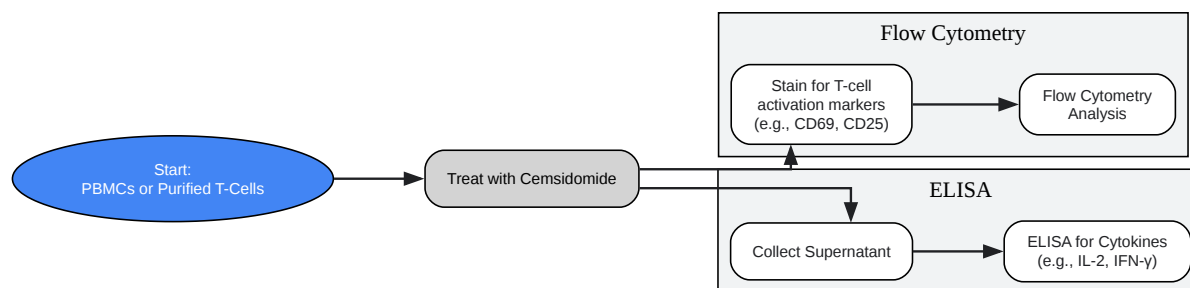 Start:
PBMCs or Purified T-Cells
Treat with Cemsidomide
Flow Cytometry
Stain for T-cell
activation markers
(e.g., CD69, CD25)
Flow Cytometry
Analysis
ELISA
Collect Supernatant
ELISA for Cytokines
(e.g., IL-2, IFN-γ)